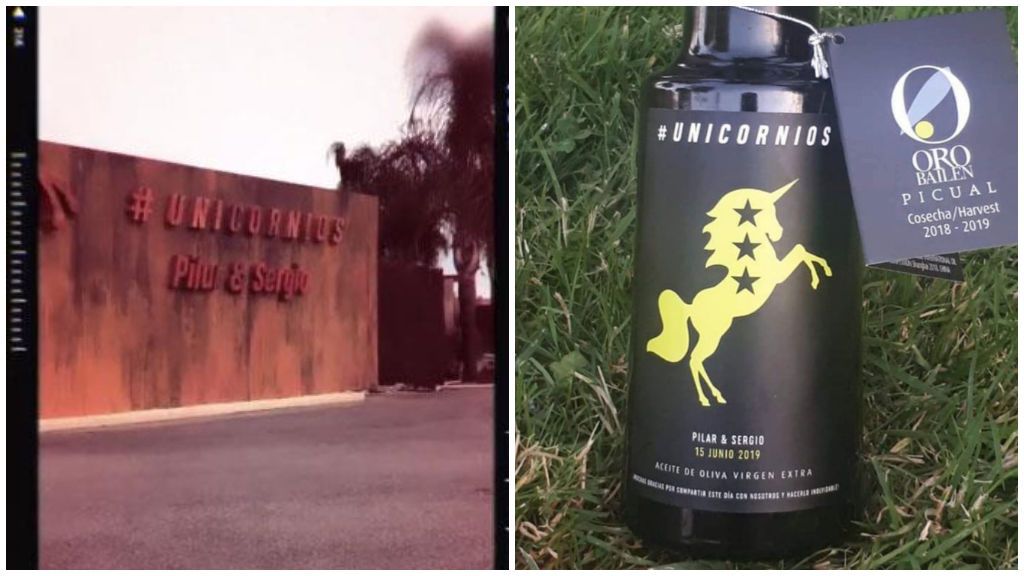 # UNICORNIOS
Pilar & Sergio
#UNICORNIOS
PILAR & SERGIO
15 JUNIO 2019
ACEITE DE OLIVA VIRGEN EXTRA
MUCHAS GRACIAS POR COMPARTIR ESTE DÍA CON NOSOTROS Y HACERLO INOLVIDABLE!
ORO
BAILEN
PICUAL
Cosecha/Harvest
2018 - 2019